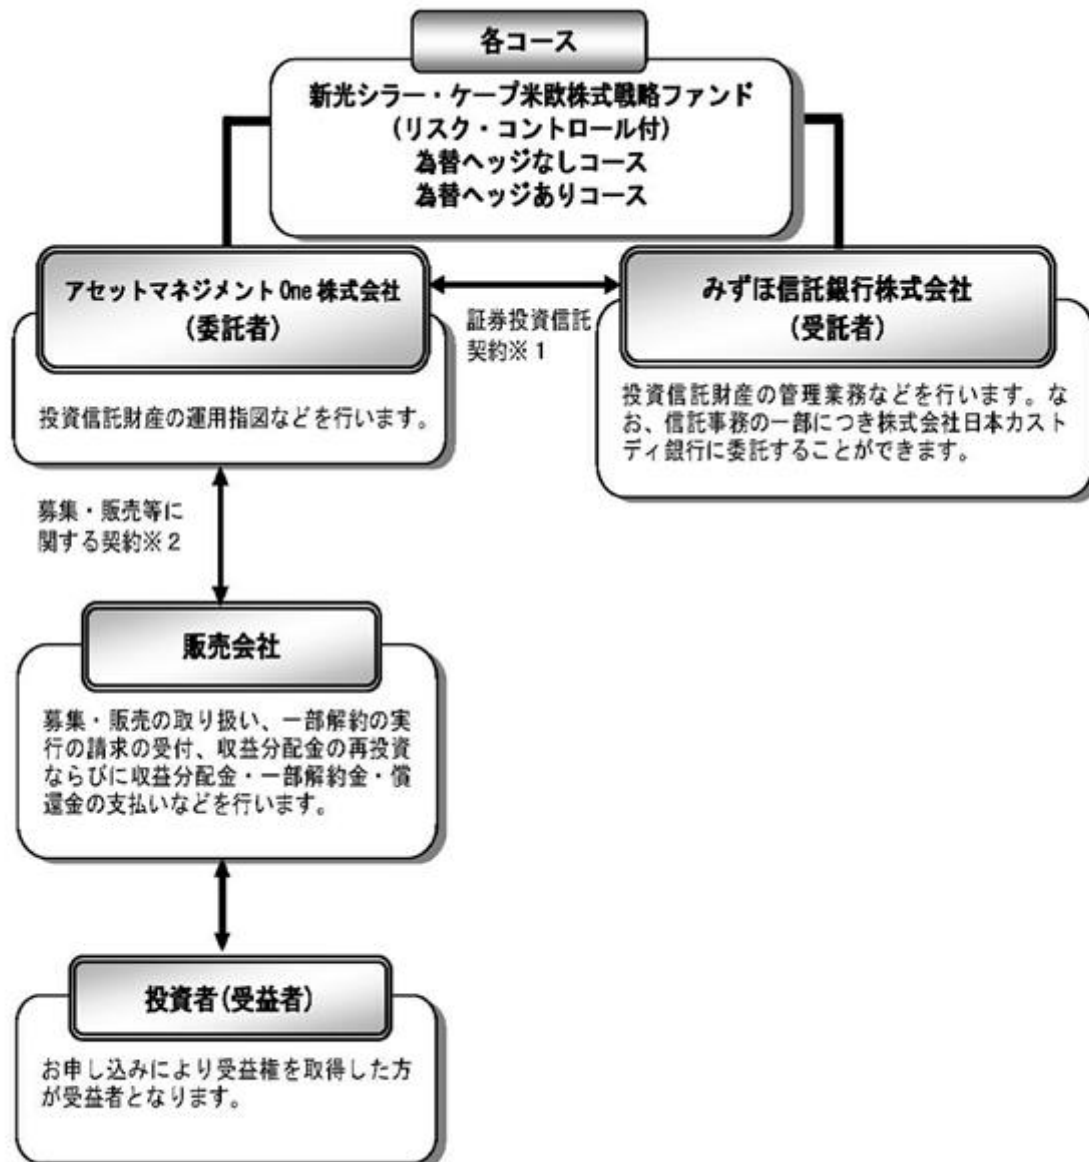 各コース
新光シラー・ケープ米欧株式戦略ファンド
(リスク・コントロール付)
為替ヘッジなしコース
為替ヘッジありコース
アセットマネジメントOne株式会社
(委託者)
投資信託財産の運用指図などを行います。
証券投資信託
契約※1
みずほ信託銀行株式会社
(受託者)
投資信託財産の管理業務などを行います。な
お、信託事務の一部につき株式会社日本カスト
ディ銀行に委託することができます。
募集・販売等に
関する契約※2
販売会社
募集・販売の取り扱い、一部解約の実
行の請求の受付、収益分配金の再投資
ならびに収益分配金・一部解約金・償
還金の支払いなどを行います。
投資者(受益者)
お申し込みにより受益権を取得した方
が受益者となります。